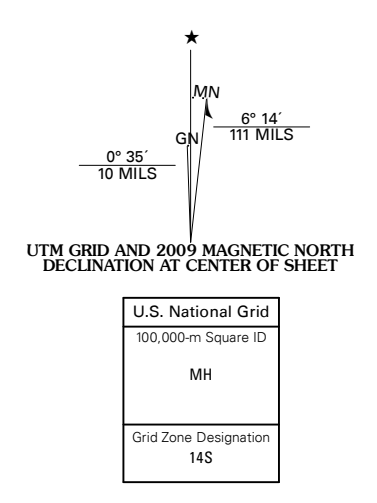 ★
MN
6° 14´
111 MILS
GN
0° 35´
10 MILS
UTM GRID AND 2009 MAGNETIC NORTH
DECLINATION AT CENTER OF SHEET
U.S. National Grid
100,000-m Square ID
MH
Grid Zone Designation
14S